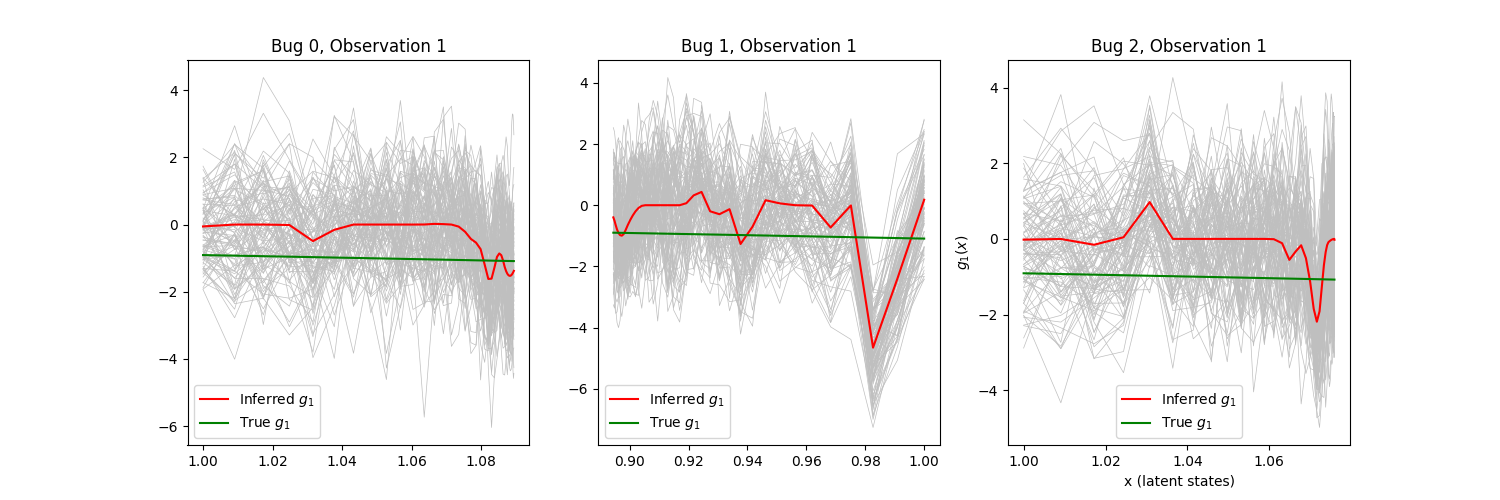 Bug 0, Observation 1
4
2
0
−2
−4
−6
1.00 1.02 1.04 1.06 1.08
Inferred g₁
True g₁
Bug 1, Observation 1
4
2
0
−2
−4
−6
0.90 0.92 0.94 0.96 0.98 1.00
Inferred g₁
True g₁
Bug 2, Observation 1
g₁(x)
4
2
0
−2
−4
1.00 1.02 1.04 1.06
x (latent states)
Inferred g₁
True g₁